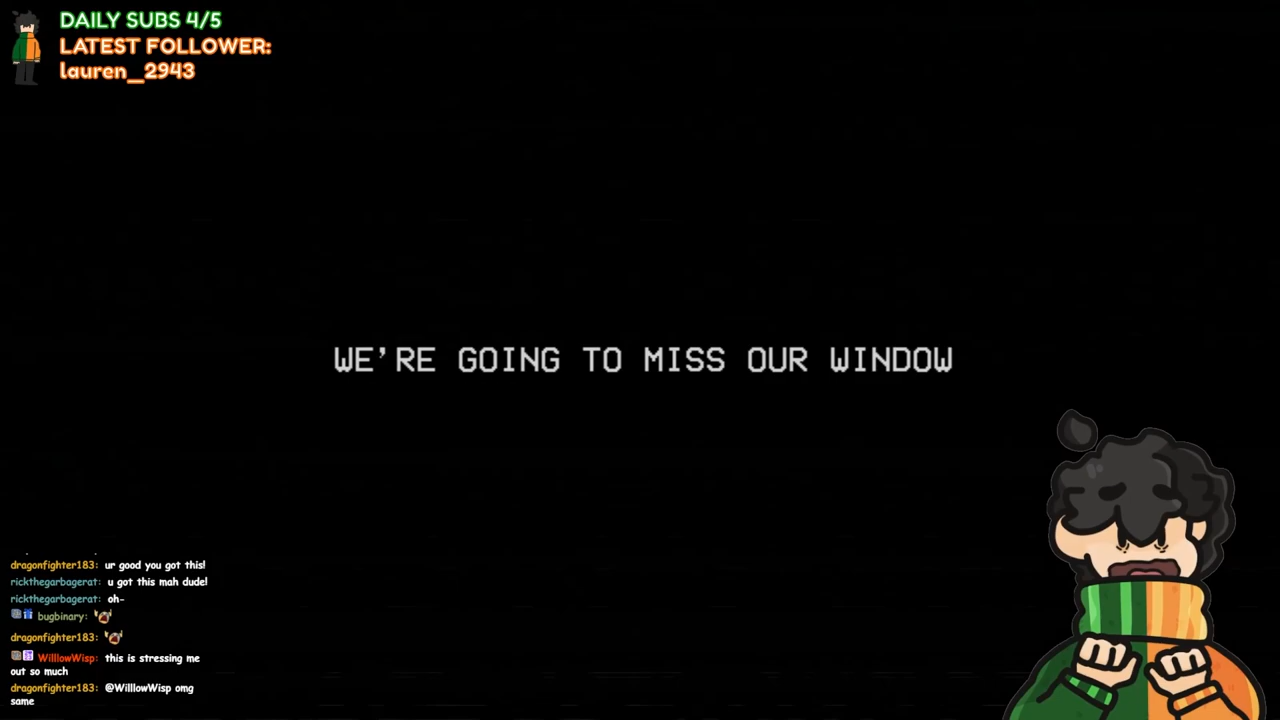 DAILY SUBS 4/5
LATEST FOLLOWER:
lauren_2943
WE'RE GOING TO MISS OUR WINDOW
dragonfighter183: ur good you got this!
rickthegarbagerat: u got this mah dude!
rickthegarbagerat: oh-
bugbinary:
dragonfighter183:
WilllowWisp: this is stressing me
out so much
dragonfighter183: @WilllowWisp omg
same